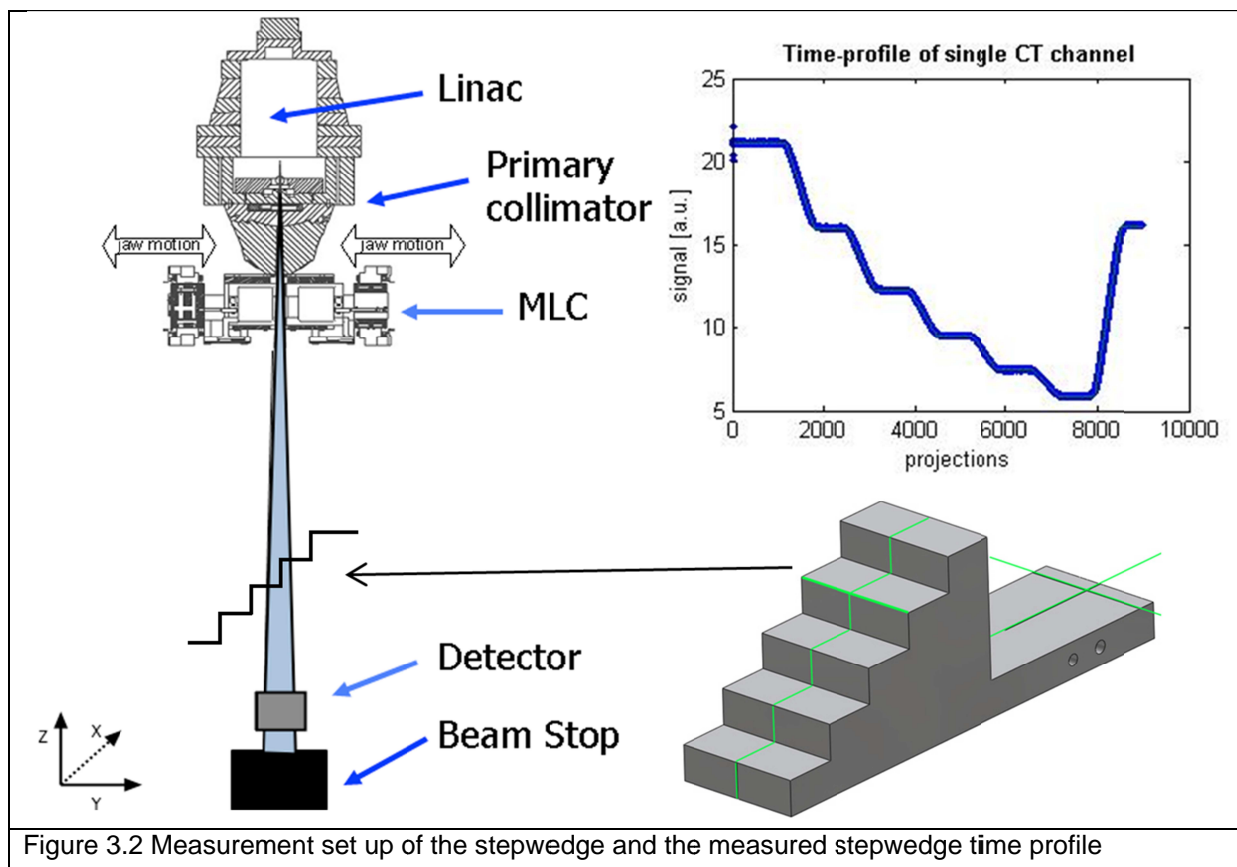 Linac
Primary
collimator
jaw motion
jaw motion
MLC
Detector
Beam Stop
Z
X
Y
Time-profile of single CT channel
signal [a.u.]
25
20
15
10
5
0
2000
4000
6000
8000
10000
projections
Figure 3.2 Measurement set up of the stepwedge and the measured stepwedge time profile